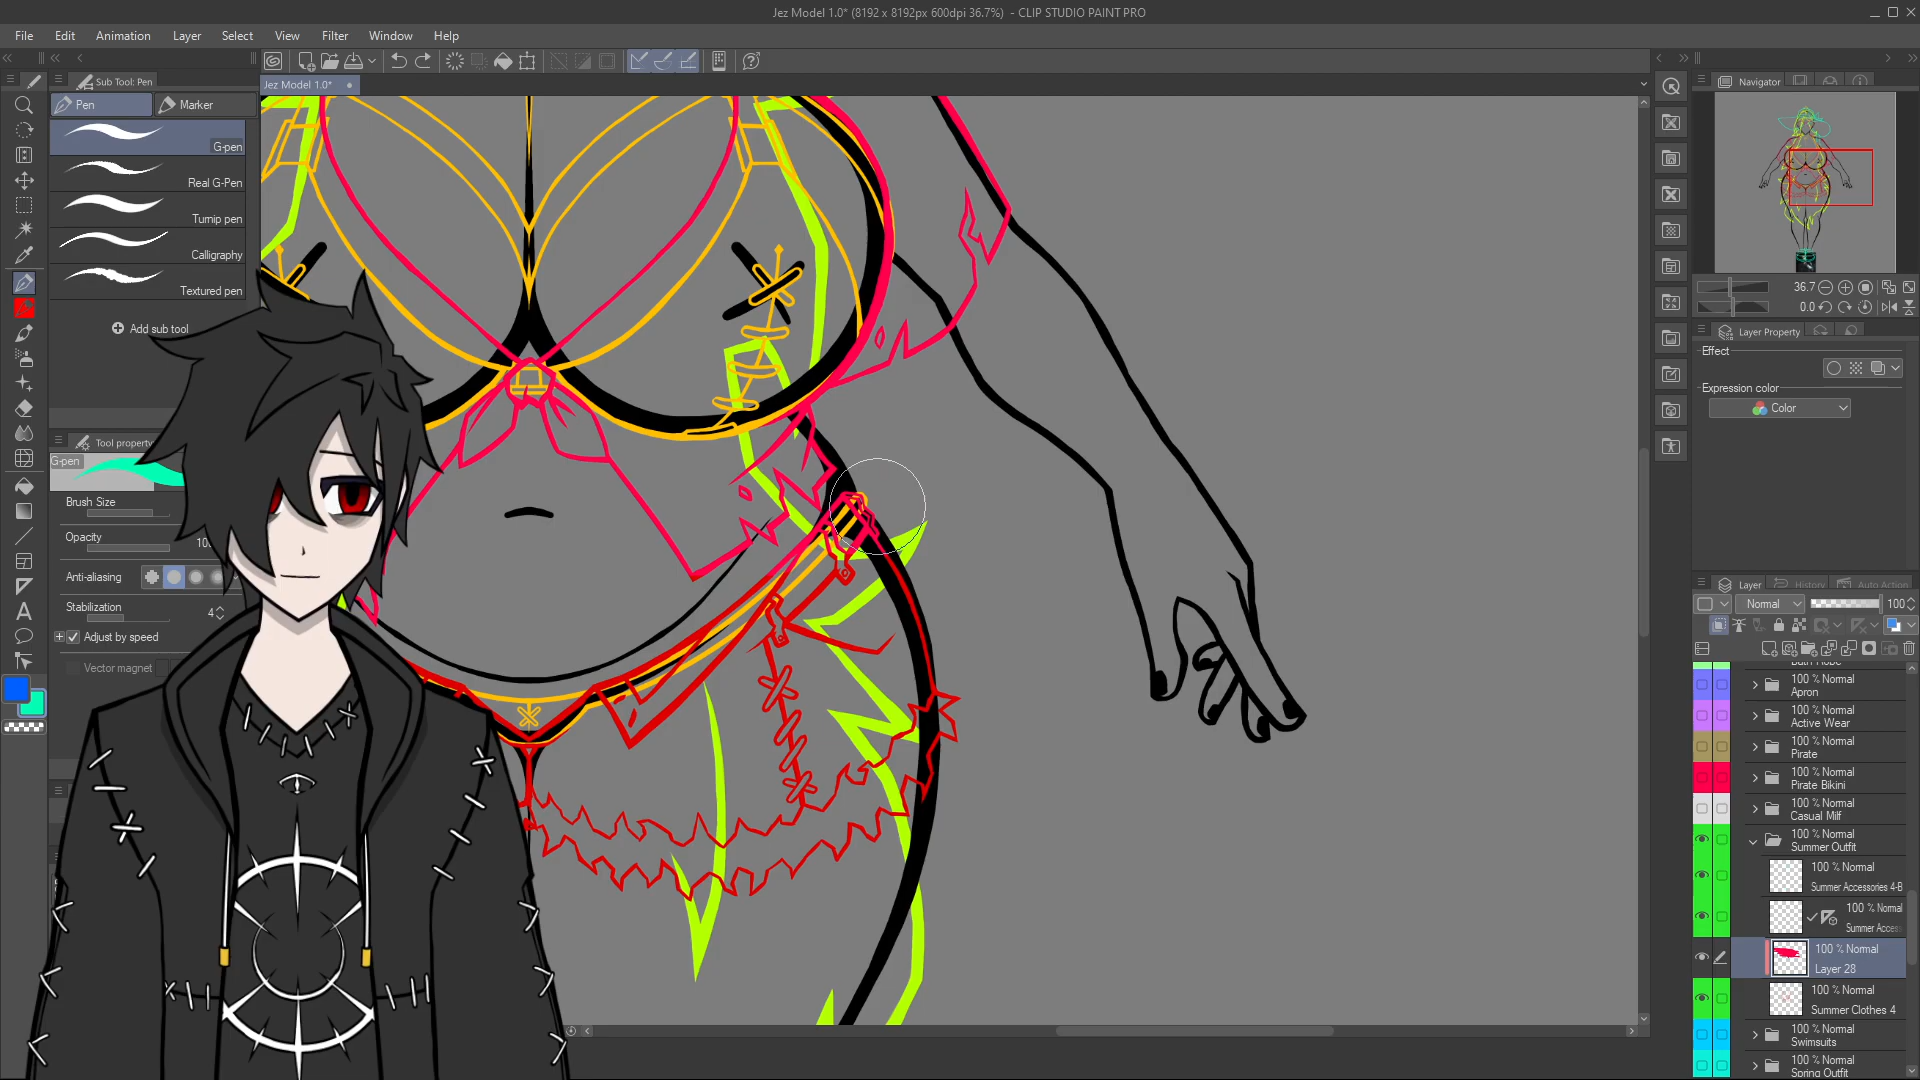 Jez Model 1.0* (8192 x 8192px 600dpi 36.7%) - CLIP STUDIO PAINT PRO
File Edit Animation Layer Select View Filter Window Help
Sub Tool: Pen
Jez Model 1.0*
Pen
Marker
G-pen
Real G-Pen
Turnip pen
Calligraphy
Textured pen
Add sub tool
Tool property
G-pen
Brush Size
Opacity
Anti-aliasing
Stabilization
4
Adjust by speed
Vector magnet
Navigator
36.7
0.0
Layer Property
Effect
Expression color
Color
Layer
History
Auto Action
Normal
100
100 % Normal
Apron
100 % Normal
Active Wear
100 % Normal
Pirate
100 % Normal
Pirate Bikini
100 % Normal
Casual Milf
100 % Normal
Summer Outfit
100 % Normal
Summer Accessories 4-B
100 % Normal
Summer Acces
100 % Normal
Layer 28
100 % Normal
Summer Clothes 4
100 % Normal
Swimsuits
100 % Normal
Spring Outfit